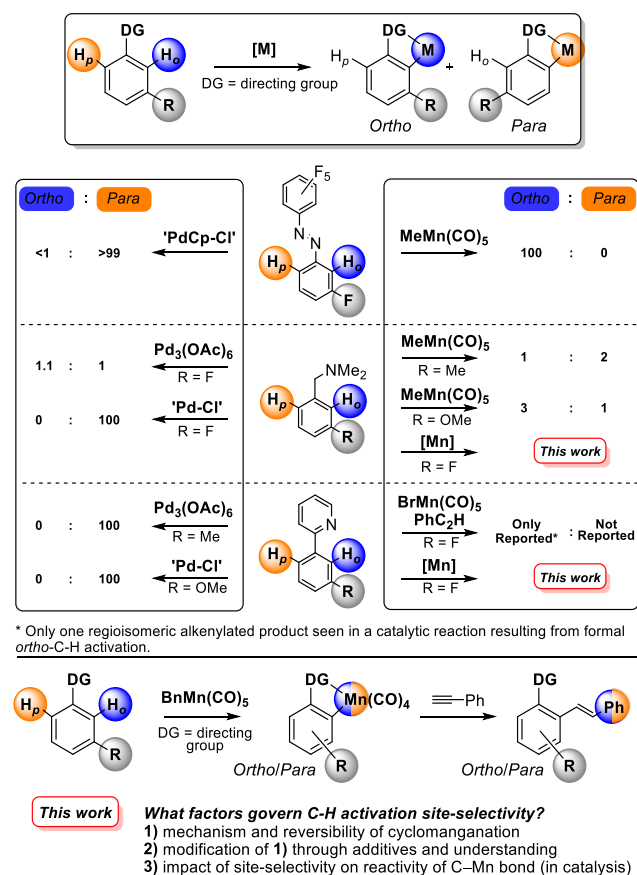 DG
H_p H_o
R
[M]
DG = directing group
DG
M
H_p
R
Ortho
+
DG
M
H_o
R
Para
Ortho : Para
<1 : >99
'PdCp-Cl'
F5
N
N
H_p H_o
F
MeMn(CO)5
Ortho : Para
100 : 0
1.1 : 1
Pd3(OAc)6
R = F
0 : 100
'Pd-Cl'
R = F
NMe2
H_p H_o
R
MeMn(CO)5
R = Me
1 : 2
MeMn(CO)5
R = OMe
3 : 1
[Mn]
R = F
This work
0 : 100
Pd3(OAc)6
R = Me
0 : 100
'Pd-Cl'
R = OMe
N
H_p H_o
R
BrMn(CO)5
PhC2H
R = F
Only : Not
Reported* Reported
[Mn]
R = F
This work
* Only one regioisomeric alkenylated product seen in a catalytic reaction resulting from formal
ortho-C-H activation.
DG
H_p H_o
R
BnMn(CO)5
DG = directing
group
DG
Mn(CO)4
R
Ortho/Para
Ph
DG
Ph
R
Ortho/Para
This work
What factors govern C-H activation site-selectivity?
1) mechanism and reversibility of cyclomanganation
2) modification of 1) through additives and understanding
3) impact of site-selectivity on reactivity of C–Mn bond (in catalysis)